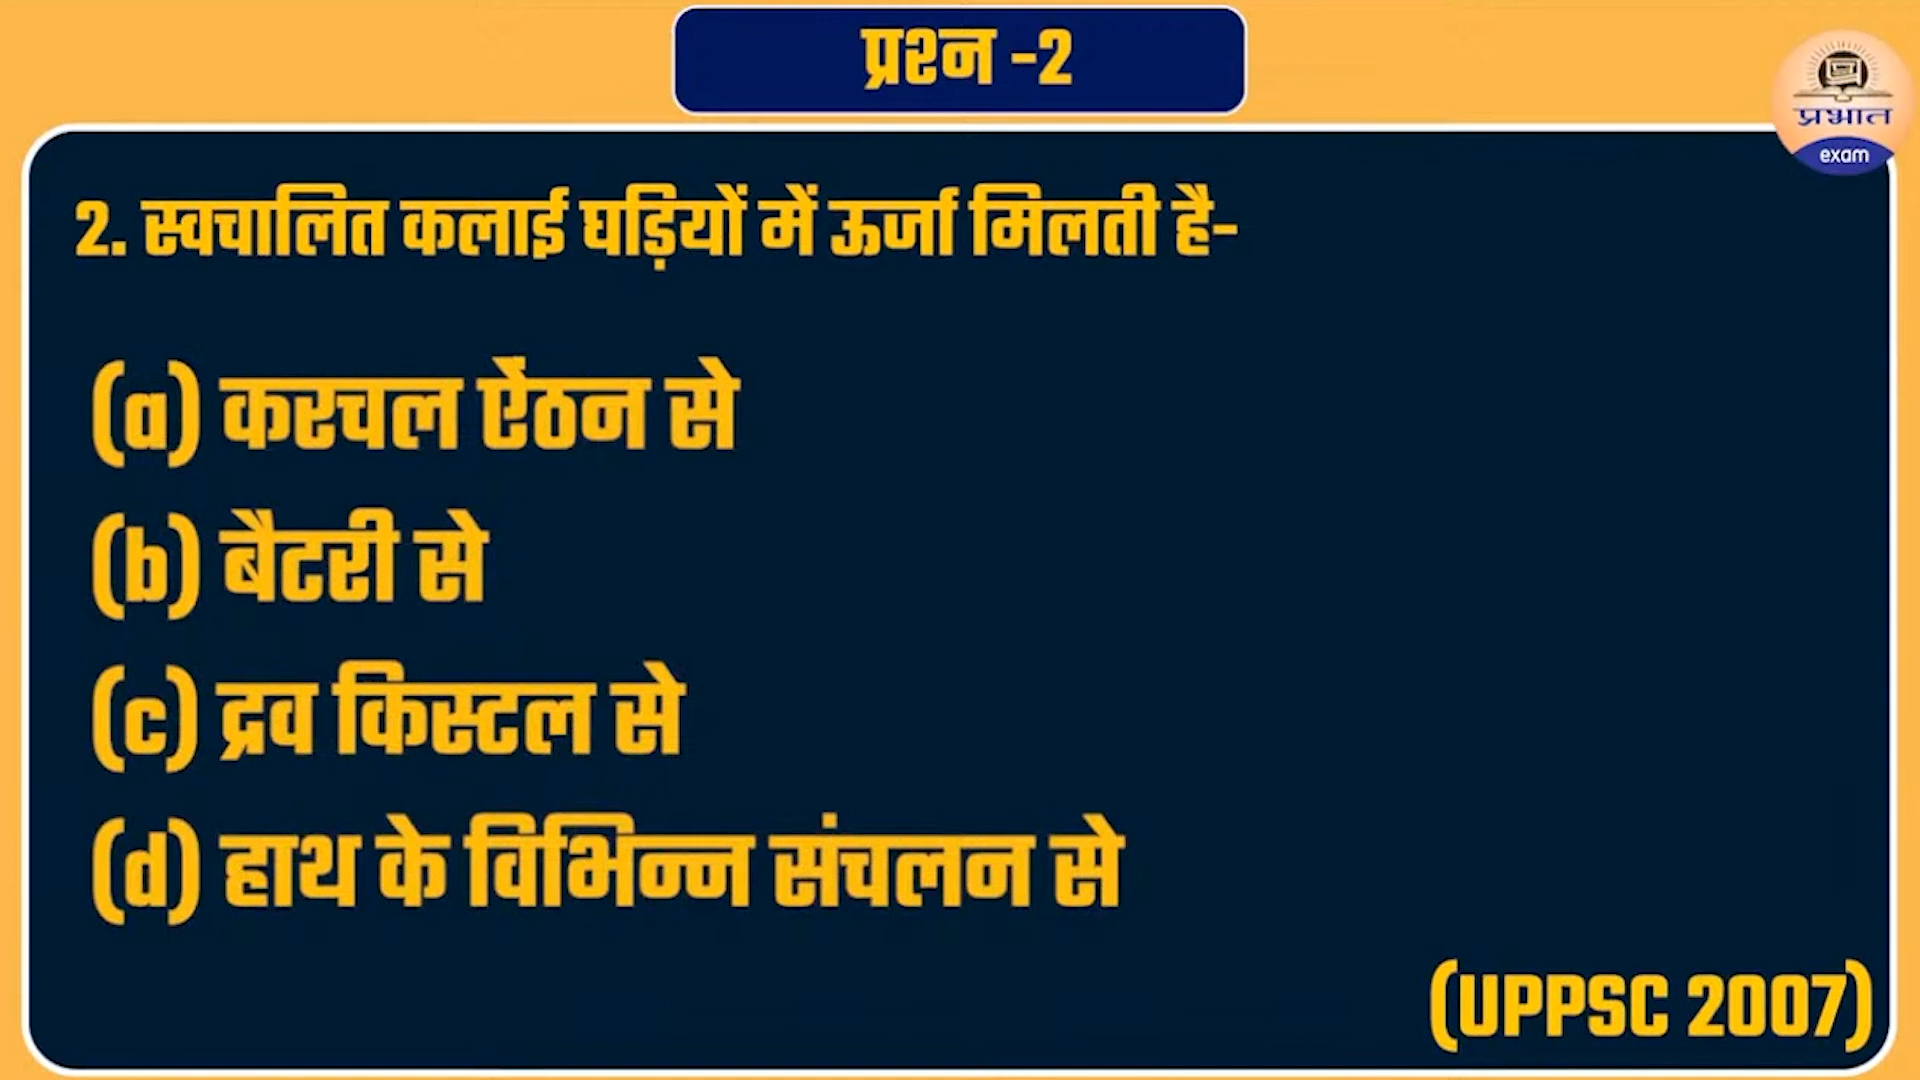 प्रश्न -2
प्रभात
exam
2. स्वचालित कलाई घड़ियों में ऊर्जा मिलती है-
(a) करचल ऐंठन से
(b) बैटरी से
(c) द्रव किस्टल से
(d) हाथ के विभिन्न संचलन से
(UPPSC 2007)